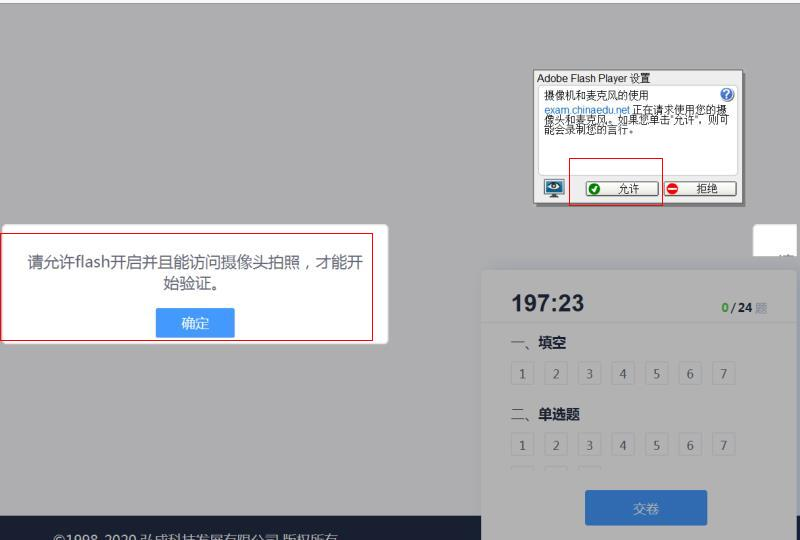 Adobe Flash Player 设置
摄像机和麦克风的使用
exam.chinaedu.net 正在请求使用您的摄
像头和麦克风。如果您单击"允许"，则可
能会录制您的言行。
允许
拒绝
请允许flash开启并且能访问摄像头拍照，才能开
始验证。
确定
197:23
0/24 题
一、填空
1 2 3 4 5 6 7
二、单选题
1 2 3 4 5 6 7
交卷
©1998-2020 弘成科技发展有限公司 版权所有